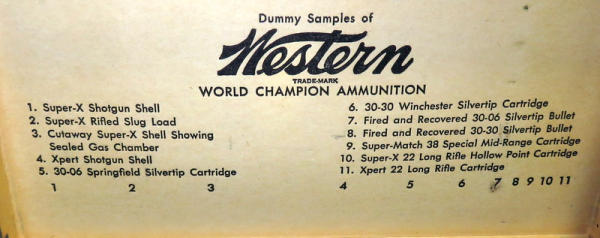 Dummy Samples of
Western
TRADE-MARK
WORLD CHAMPION AMMUNITION
1. Super-X Shotgun Shell
2. Super-X Rifled Slug Load
3. Cutaway Super-X Shell Showing
Sealed Gas Chamber
4. Xpert Shotgun Shell
5. 30-06 Springfield Silvertip Cartridge
6. 30-30 Winchester Silvertip Cartridge
7. Fired and Recovered 30-06 Silvertip Bullet
8. Fired and Recovered 30-30 Silvertip Bullet
9. Super-Match 38 Special Mid-Range Cartridge
10. Super-X 22 Long Rifle Hollow Point Cartridge
11. Xpert 22 Long Rifle Cartridge
1 2 3 4 5 6 7 8 9 10 11